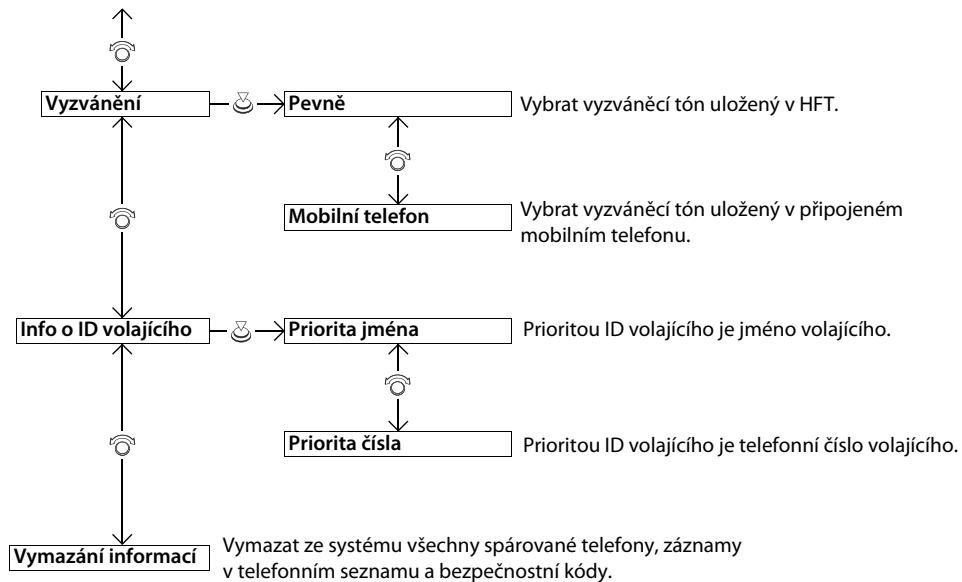 Vyzvánění
Pevně
Vybrat vyzváněcí tón uložený v HFT.
Mobilní telefon
Vybrat vyzváněcí tón uložený v připojeném
mobilním telefonu.
Info o ID volajícího
Priorita jména
Prioritou ID volajícího je jméno volajícího.
Priorita čísla
Prioritou ID volajícího je telefonní číslo volajícího.
Vymazání informací
Vymazat ze systému všechny spárované telefony, záznamy
v telefonním seznamu a bezpečnostní kódy.